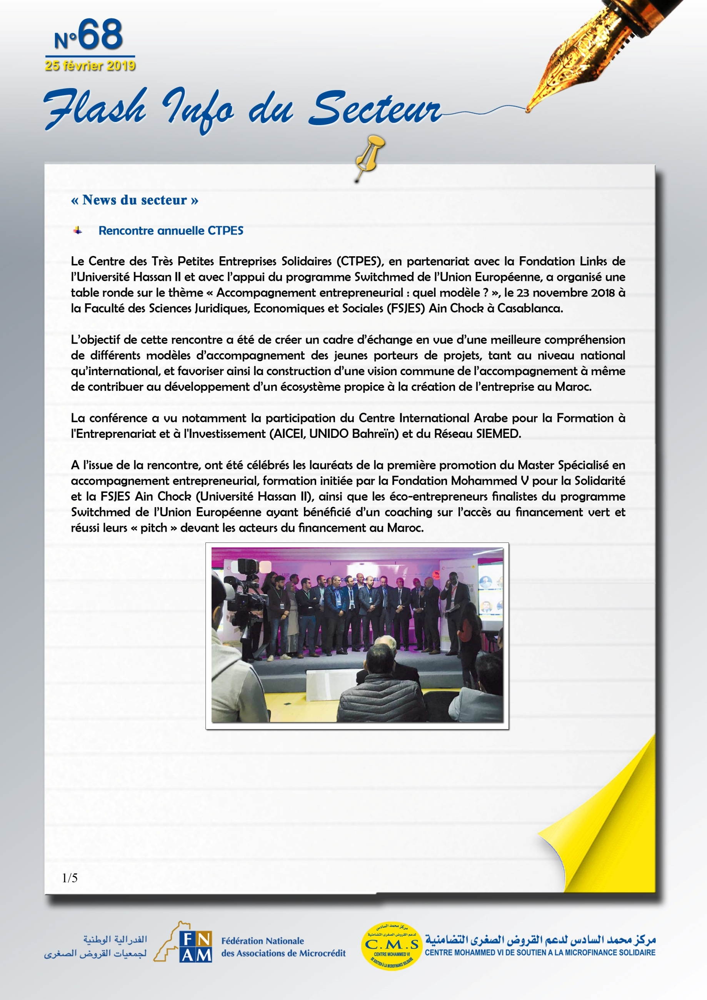 N°68
25 février 2019
Flash Info du Secteur
« News du secteur »
Rencontre annuelle CTPES
Le Centre des Très Petites Entreprises Solidaires (CTPES), en partenariat avec la Fondation Links de
l’Université Hassan II et avec l’appui du programme Switchmed de l’Union Européenne, a organisé une
table ronde sur le thème « Accompagnement entrepreneurial : quel modèle ? », le 23 novembre 2018 à
la Faculté des Sciences Juridiques, Economiques et Sociales (FSJES) Ain Chock à Casablanca.
L’objectif de cette rencontre a été de créer un cadre d’échange en vue d’une meilleure compréhension
de différents modèles d’accompagnement des jeunes porteurs de projets, tant au niveau national
qu’international, et favoriser ainsi la construction d’une vision commune de l’accompagnement à même
de contribuer au développement d’un écosystème propice à la création de l’entreprise au Maroc.
La conférence a vu notamment la participation du Centre International Arabe pour la Formation à
l'Entreprenariat et à l'Investissement (AICEI, UNIDO Bahreïn) et du Réseau SIEMED.
A l’issue de la rencontre, ont été célébrés les lauréats de la première promotion du Master Spécialisé en
accompagnement entrepreneurial, formation initiée par la Fondation Mohammed V pour la Solidarité
et la FSJES Ain Chock (Université Hassan II), ainsi que les éco-entrepreneurs finalistes du programme
Switchmed de l’Union Européenne ayant bénéficié d’un coaching sur l’accès au financement vert et
réussi leurs « pitch » devant les acteurs du financement au Maroc.
1/5
الفدرالية الوطنية
لجمعيات القروض الصغرى
FN
AM
Fédération Nationale
des Associations de Microcrédit
مركز محمد السادس
لدعم القروض الصغرى التضامنية
C.M.S
CENTRE MOHAMMED VI
DE SOUTIEN À LA MICROFINANCE SOLIDAIRE
مركز محمد السادس لدعم القروض الصغرى التضامنية
CENTRE MOHAMMED VI DE SOUTIEN A LA MICROFINANCE SOLIDAIRE